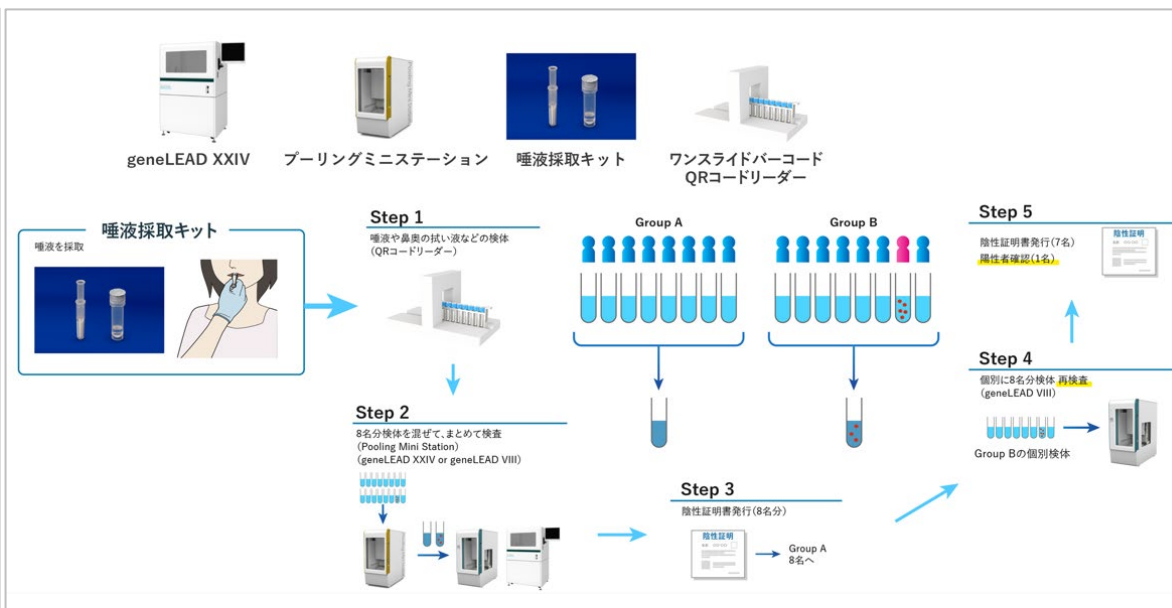 geneLEAD XXIV
プーリングミニステーション
唾液採取キット
ワンスライドバーコード
QRコードリーダー
唾液採取キット
唾液を採取
Step 1
唾液や鼻奥の拭い液などの検体
(QRコードリーダー)
Group A
Group B
Step 2
8名分検体を混ぜて、まとめて検査
(Pooling Mini Station)
(geneLEAD XXIV or geneLEAD VIII)
Step 3
陰性証明書発行(8名分)
陰性証明
Group A
8名へ
Step 4
個別に8名分検体 再検査
(geneLEAD VIII)
Group Bの個別検体
Step 5
陰性証明書発行(7名)
陽性者確認(1名)
陰性証明